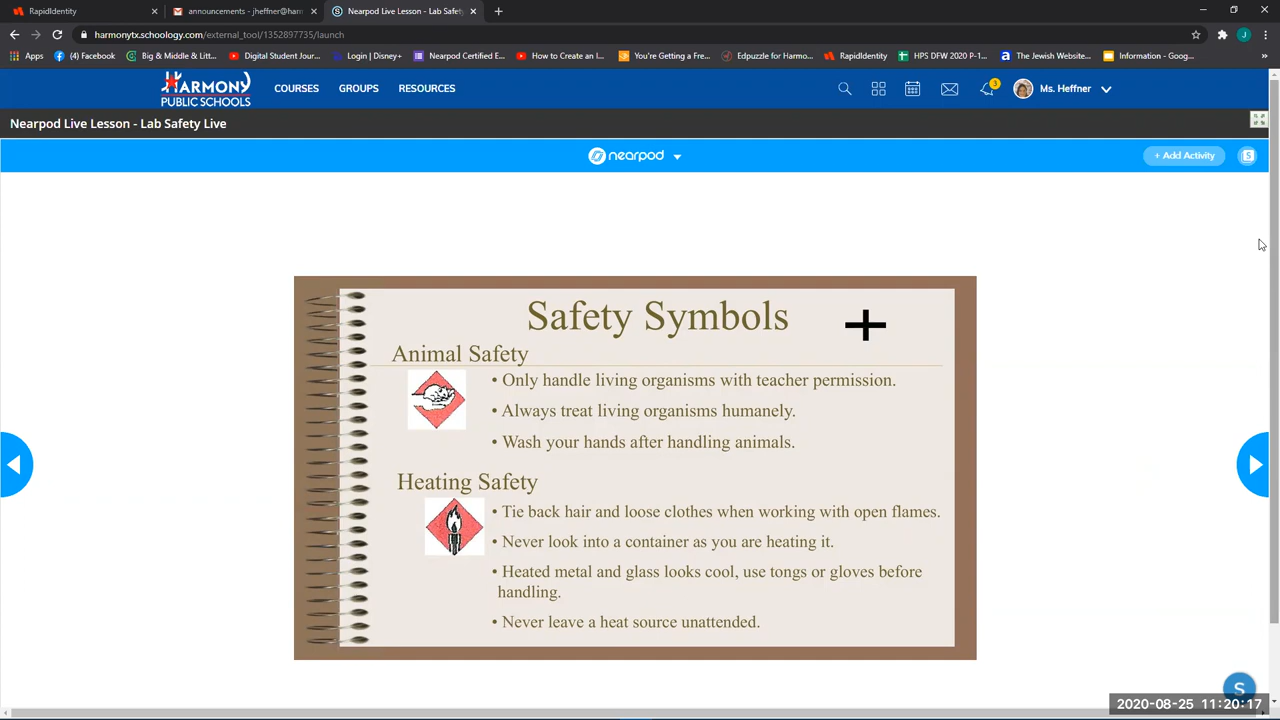 RapidIdentity
announcements - jheffner@harr
Nearpod Live Lesson - Lab Safety
harmonytx.schoology.com/external_tool/1352897735/launch
Apps
(4) Facebook
Big & Middle & Litt
Digital Student Jour...
Login | Disney+
Nearpod Certified E...
How to Create an I...
You're Getting a Fre...
Edpuzzle for Harmo...
RapidIdentity
HPS DFW 2020 P-1...
The Jewish Website...
Information - Goog...
HARMONY
PUBLIC SCHOOLS
COURSES
GROUPS
RESOURCES
3
Ms. Heffner
Nearpod Live Lesson - Lab Safety Live
nearpod
+ Add Activity
S
Safety Symbols
Animal Safety
• Only handle living organisms with teacher permission.
• Always treat living organisms humanely.
• Wash your hands after handling animals.
Heating Safety
• Tie back hair and loose clothes when working with open flames.
• Never look into a container as you are heating it.
• Heated metal and glass looks cool, use tongs or gloves before
handling.
• Never leave a heat source unattended.
S
2020-08-25 11:20:17